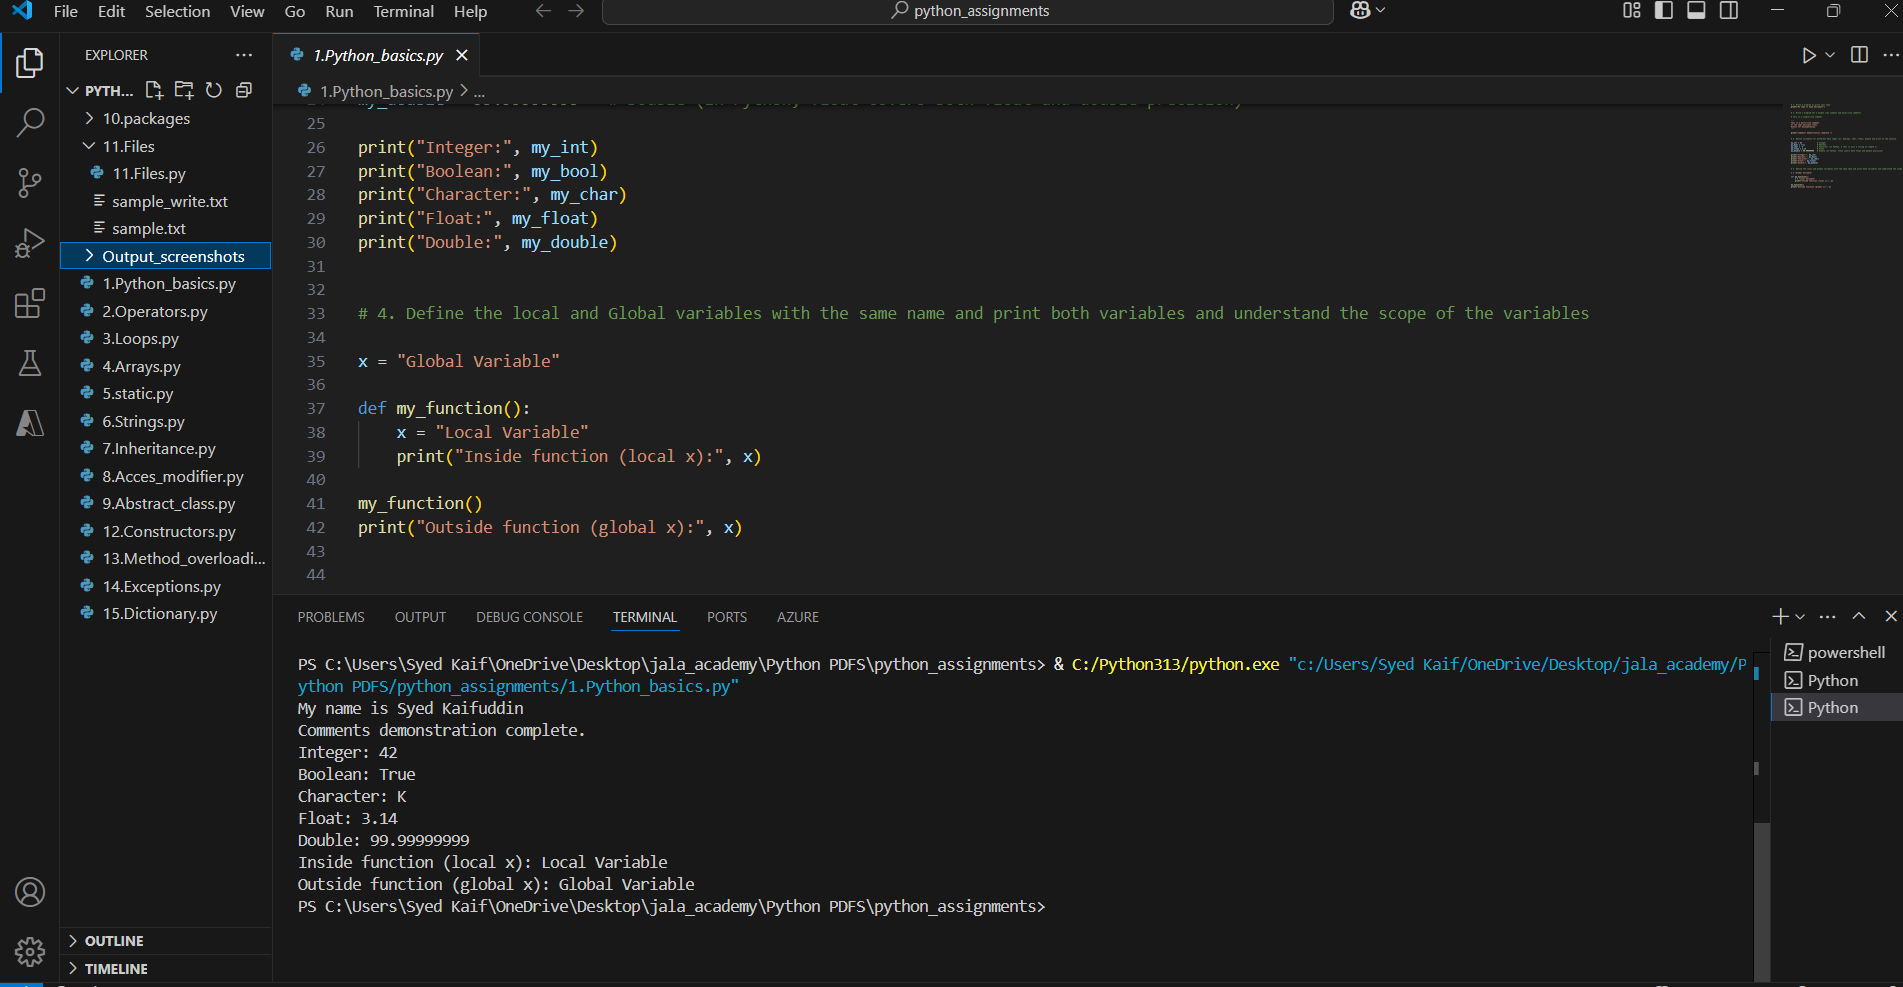 File Edit Selection View Go Run Terminal Help
python_assignments
EXPLORER
PYTH...
10.packages
11.Files
11.Files.py
sample_write.txt
sample.txt
Output_screenshots
1.Python_basics.py
2.Operators.py
3.Loops.py
4.Arrays.py
5.static.py
6.Strings.py
7.Inheritance.py
8.Acces_modifier.py
9.Abstract_class.py
12.Constructors.py
13.Method_overloadi...
14.Exceptions.py
15.Dictionary.py
OUTLINE
TIMELINE
1.Python_basics.py
1.Python_basics.py > ...
25
26 print("Integer:", my_int)
27 print("Boolean:", my_bool)
28 print("Character:", my_char)
29 print("Float:", my_float)
30 print("Double:", my_double)
31
32
33 # 4. Define the local and Global variables with the same name and print both variables and understand the scope of the variables
34
35 x = "Global Variable"
36
37 def my_function():
38 x = "Local Variable"
39 print("Inside function (local x):", x)
40
41 my_function()
42 print("Outside function (global x):", x)
43
44
PROBLEMS OUTPUT DEBUG CONSOLE TERMINAL PORTS AZURE
PS C:\Users\Syed Kaif\OneDrive\Desktop\jala_academy\Python PDFS\python_assignments> & C:/Python313/python.exe "c:/Users/Syed Kaif/OneDrive/Desktop/jala_academy/P
ython PDFS/python_assignments/1.Python_basics.py"
My name is Syed Kaifuddin
Comments demonstration complete.
Integer: 42
Boolean: True
Character: K
Float: 3.14
Double: 99.99999999
Inside function (local x): Local Variable
Outside function (global x): Global Variable
PS C:\Users\Syed Kaif\OneDrive\Desktop\jala_academy\Python PDFS\python_assignments>
powershell
Python
Python